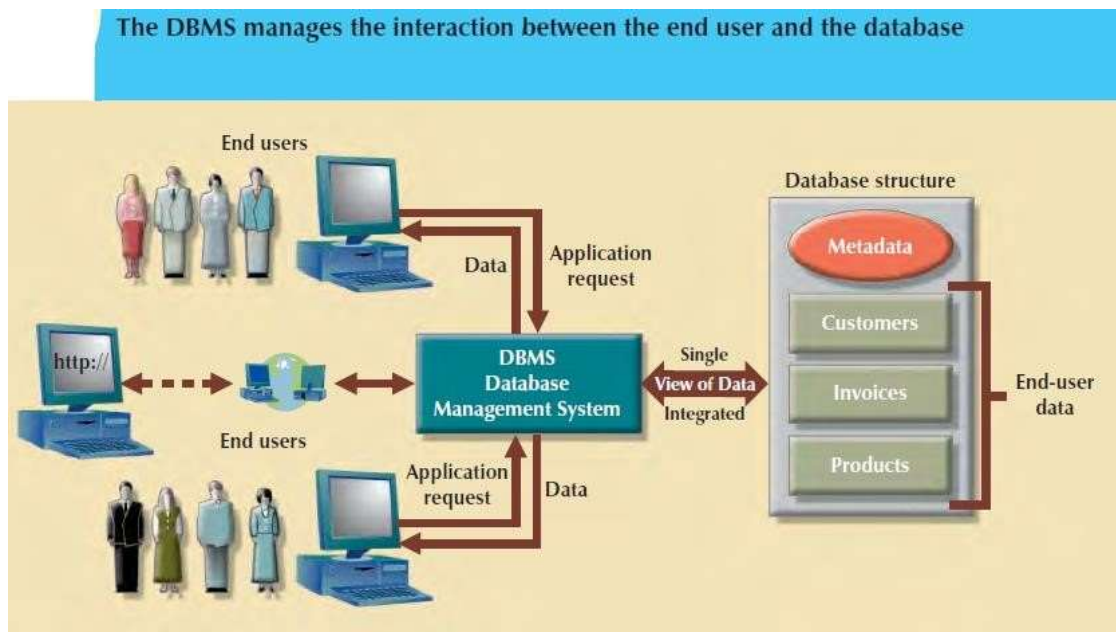 The DBMS manages the interaction between the end user and the database
End users
Database structure
Metadata
Data
Application
request
Customers
http://
DBMS
Database
Management System
Single
View of Data
Integrated
Invoices
End-user
data
End users
Products
Application
request
Data